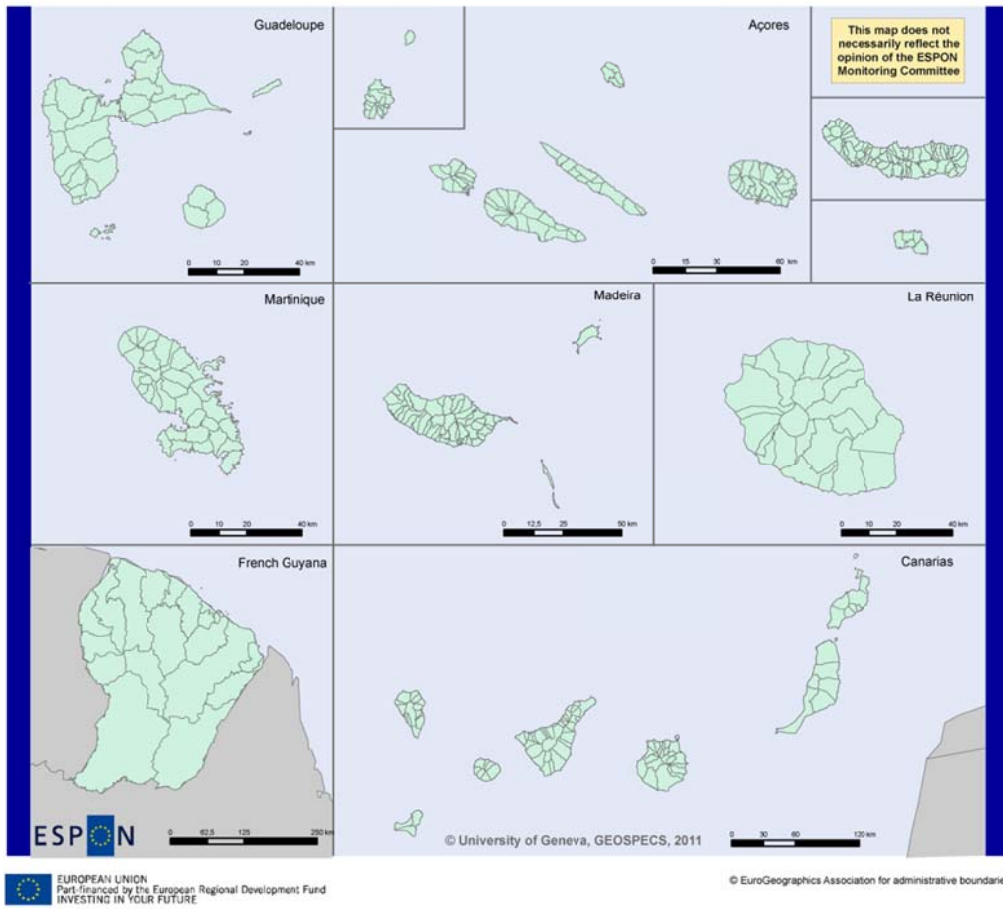 Guadeloupe
Açores
This map does not
necessarily reflect the
opinion of the ESPON
Monitoring Committee
0 10 20 40 km
0 15 30 60 km
Martinique
Madeira
La Réunion
0 10 20 40 km
0 12,5 25 50 km
0 10 20 40 km
French Guyana
Canarias
ESPON
0 62,5 125 250 km
© University of Geneva, GEOSPECS, 2011
0 30 60 120 km
EUROPEAN UNION
Part-financed by the European Regional Development Fund
INVESTING IN YOUR FUTURE
© EuroGeographics Association for administrative boundarie